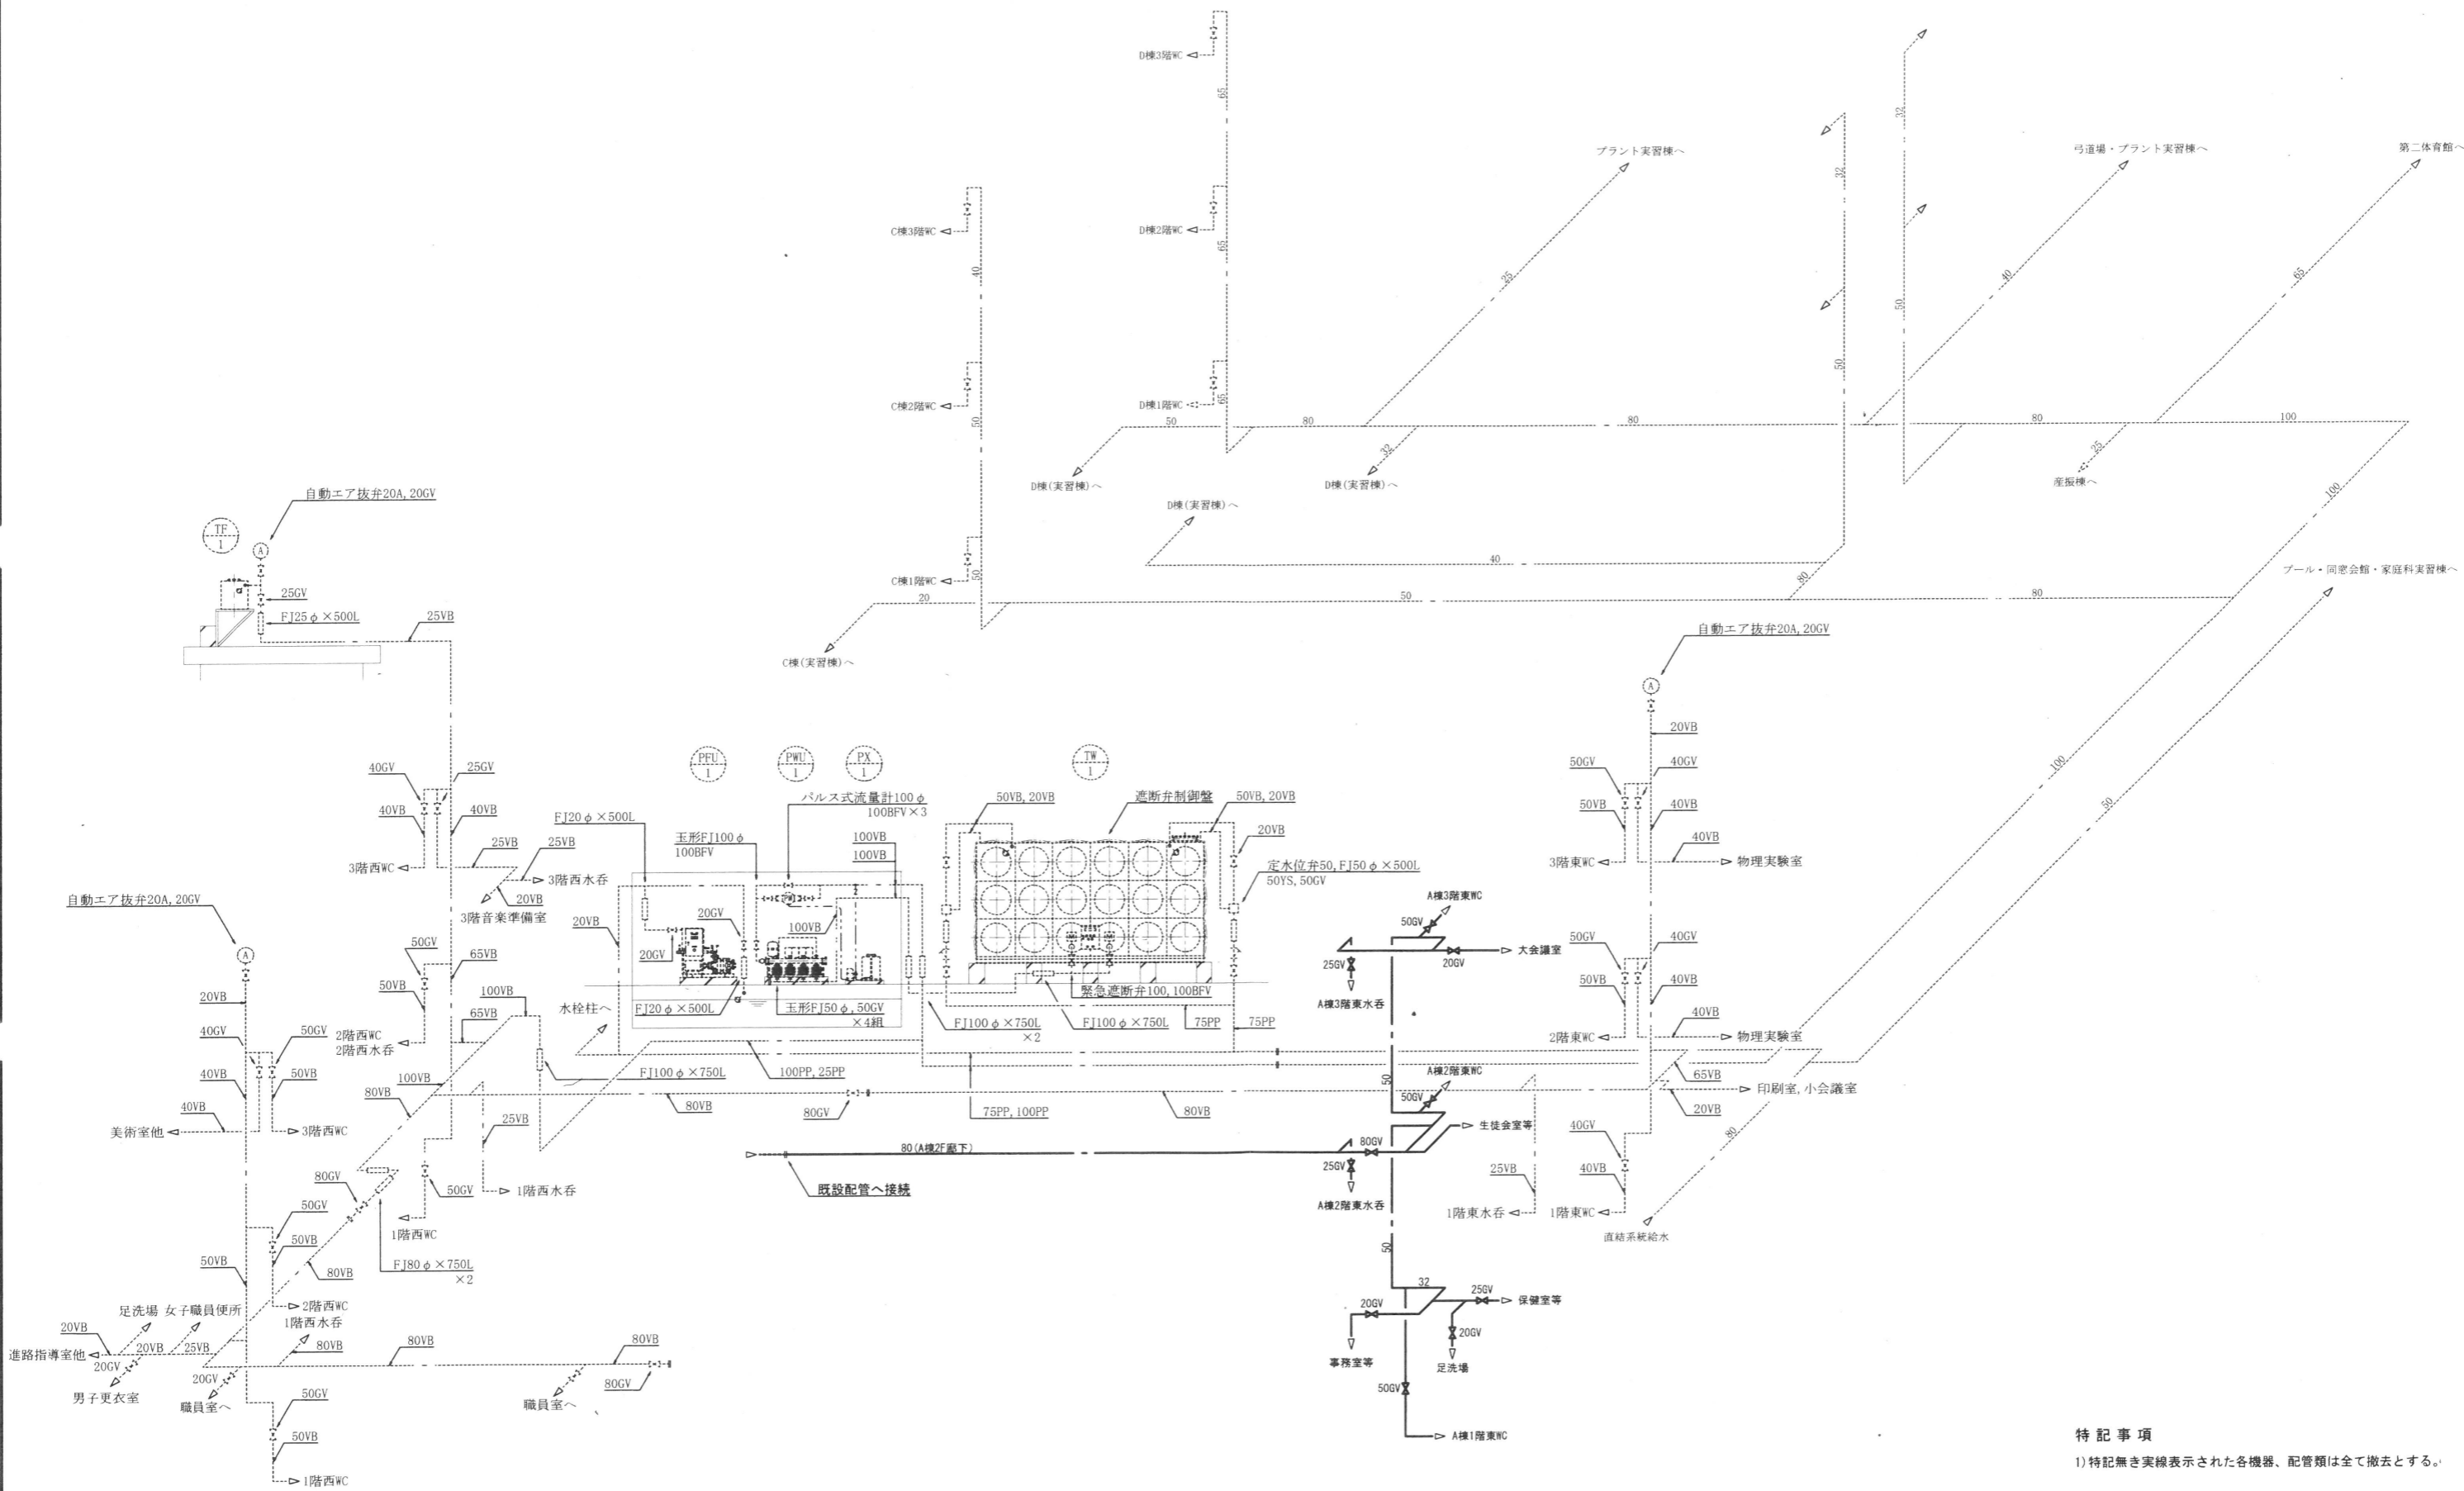 D棟3階WC
65
32
プラント実習棟へ
弓道場・プラント実習棟へ
第二体育館へ
32
C棟3階WC
D棟2階WC
65
40
25
40
65
50
50
C棟2階WC
D棟1階WC
65
50
50
80
80
80
100
32
25
D棟(実習棟)へ
D棟(実習棟)へ
産振棟へ
100
D棟(実習棟)へ
自動エア抜弁20A, 20GV
TF
1
A
40
C棟1階WC
50
80
プール・同窓会館・家庭科実習棟へ
25GV
FJ25φ×500L
25VB
20
50
80
C棟(実習棟)へ
自動エア抜弁20A, 20GV
A
20VB
40GV
25GV
40VB
40VB
25VB
25VB
3階西WC
3階西水呑
20VB
3階音楽準備室
PFU
1
PWU
1
PX
1
TW
1
パルス式流量計100φ
100BFV×3
FJ20φ×500L
玉形FJ100φ
100BFV
100VB
100VB
50VB, 20VB
遮断弁制御盤
50VB, 20VB
20VB
定水位弁50, FJ50φ×500L
50YS, 50GV
50GV
40GV
50VB
40VB
40VB
3階東WC
物理実験室
100
50
自動エア抜弁20A, 20GV
A
20VB
20GV
20GV
100VB
A棟3階東WC
50GV
大会議室
20GV
25GV
A棟3階東水呑
50GV
40GV
50VB
40VB
40VB
2階東WC
物理実験室
50GV
65VB
50VB
100VB
65VB
水栓柱へ
FJ20φ×500L
玉形FJ50φ, 50GV
×4組
緊急遮断弁100, 100BFV
FJ100φ×750L
×2
FJ100φ×750L
75PP
75PP
20VB
40GV
50GV
2階西WC
2階西水呑
40VB
50VB
40VB
美術室他
3階西WC
100VB
80VB
FJ100φ×750L
100PP, 25PP
80VB
80GV
75PP, 100PP
80VB
50
A棟2階東WC
50GV
65VB
印刷室, 小会議室
20VB
25VB
80(A棟2F廊下)
既設配管へ接続
80GV
生徒会室等
25GV
A棟2階東水呑
40GV
25VB
40VB
80
1階東水呑
1階東WC
直結系統給水
80GV
50GV
1階西水呑
1階西WC
50GV
50VB
50VB
80VB
FJ80φ×750L
×2
50
足洗場 女子職員便所
2階西WC
1階西水呑
20VB
進路指導室他
20VB
25VB
80VB
80VB
80VB
20GV
20GV
80GV
男子更衣室
職員室へ
職員室へ
50GV
50VB
1階西WC
32
20GV
25GV
保健室等
20GV
事務室等
足洗場
50GV
A棟1階東WC
特記事項
1)特記無き実線表示された各機器、配管類は全て撤去とする。